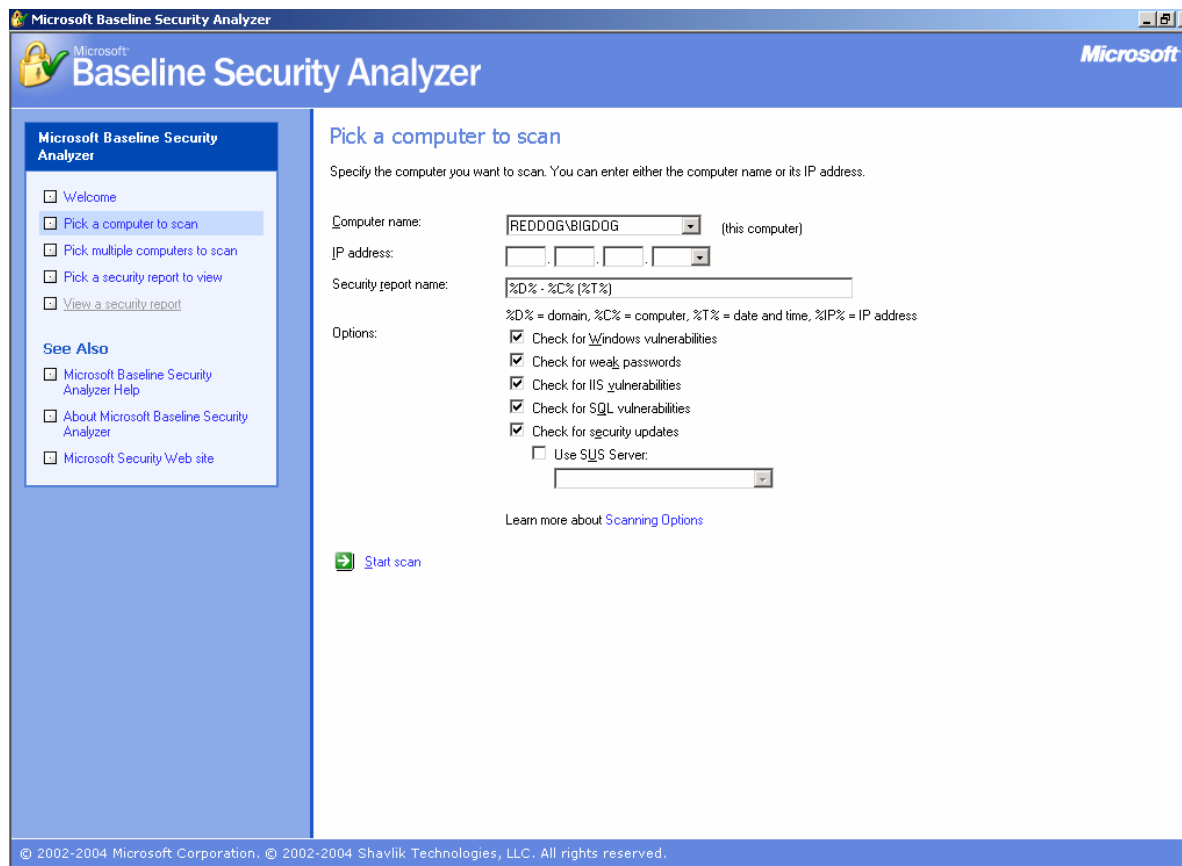 Microsoft Baseline Security Analyzer
Microsoft
Baseline Security Analyzer
Microsoft
Microsoft Baseline Security
Analyzer
Welcome
Pick a computer to scan
Pick multiple computers to scan
Pick a security report to view
View a security report
See Also
Microsoft Baseline Security
Analyzer Help
About Microsoft Baseline Security
Analyzer
Microsoft Security Web site
Pick a computer to scan
Specify the computer you want to scan. You can enter either the computer name or its IP address.
Computer name:
REDDOG\BIGDOG
(this computer)
IP address:
. . .
Security report name:
%D% - %C% (%T%)
%D% = domain, %C% = computer, %T% = date and time, %IP% = IP address
Options:
Check for Windows vulnerabilities
Check for weak passwords
Check for IIS vulnerabilities
Check for SQL vulnerabilities
Check for security updates
Use SUS Server:
Learn more about Scanning Options
Start scan
© 2002-2004 Microsoft Corporation. © 2002-2004 Shavlik Technologies, LLC. All rights reserved.